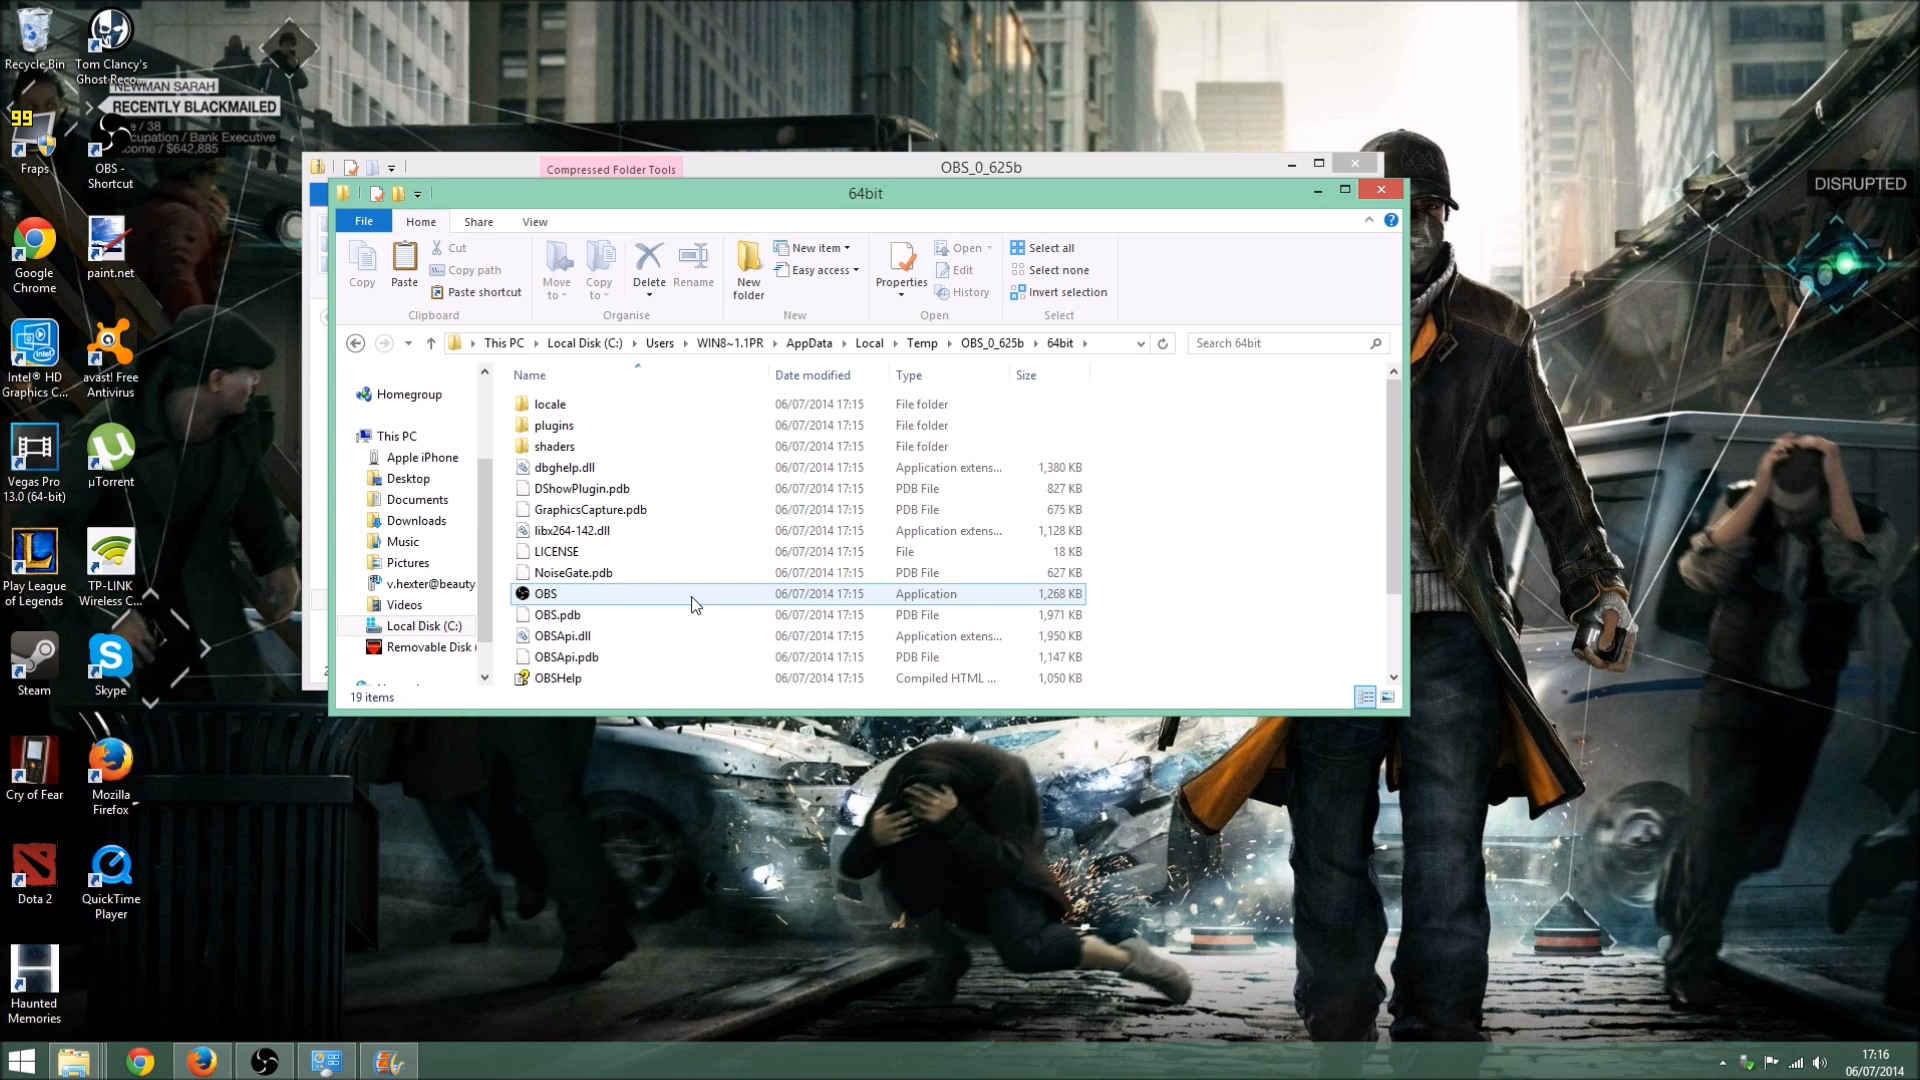 Recycle Bin
Tom Clancy's
Ghost Reco...
NEWMAN SARAH
RECENTLY BLACKMAILED
e / 38
cupation / Bank Executive
come / $642,885
99
Fraps
OBS -
Shortcut
Google
Chrome
paint.net
Intel® HD
Graphics C...
avast! Free
Antivirus
Vegas Pro
13.0 (64-bit)
µTorrent
Play League
of Legends
TP-LINK
Wireless C...
Steam
Skype
Cry of Fear
Mozilla
Firefox
Dota 2
QuickTime
Player
Haunted
Memories
DISRUPTED
Compressed Folder Tools
OBS_0_625b
64bit
File
Home
Share
View
Copy
Paste
Cut
Copy path
Paste shortcut
Clipboard
Move
to
Copy
to
Delete
Rename
Organise
New
folder
New item
Easy access
New
Properties
Open
Edit
History
Open
Select all
Select none
Invert selection
Select
This PC
Local Disk (C:)
Users
WIN8~1.1PR
AppData
Local
Temp
OBS_0_625b
64bit
Search 64bit
Homegroup
This PC
Apple iPhone
Desktop
Documents
Downloads
Music
Pictures
v.hexter@beauty
Videos
Local Disk (C:)
Removable Disk (
Name Date modified Type Size
locale 06/07/2014 17:15 File folder
plugins 06/07/2014 17:15 File folder
shaders 06/07/2014 17:15 File folder
dbghelp.dll 06/07/2014 17:15 Application extens... 1,380 KB
DShowPlugin.pdb 06/07/2014 17:15 PDB File 827 KB
GraphicsCapture.pdb 06/07/2014 17:15 PDB File 675 KB
libx264-142.dll 06/07/2014 17:15 Application extens... 1,128 KB
LICENSE 06/07/2014 17:15 File 18 KB
NoiseGate.pdb 06/07/2014 17:15 PDB File 627 KB
OBS 06/07/2014 17:15 Application 1,268 KB
OBS.pdb 06/07/2014 17:15 PDB File 1,971 KB
OBSApi.dll 06/07/2014 17:15 Application extens... 1,950 KB
OBSApi.pdb 06/07/2014 17:15 PDB File 1,147 KB
OBSHelp 06/07/2014 17:15 Compiled HTML ... 1,050 KB
19 items
17:16
06/07/2014